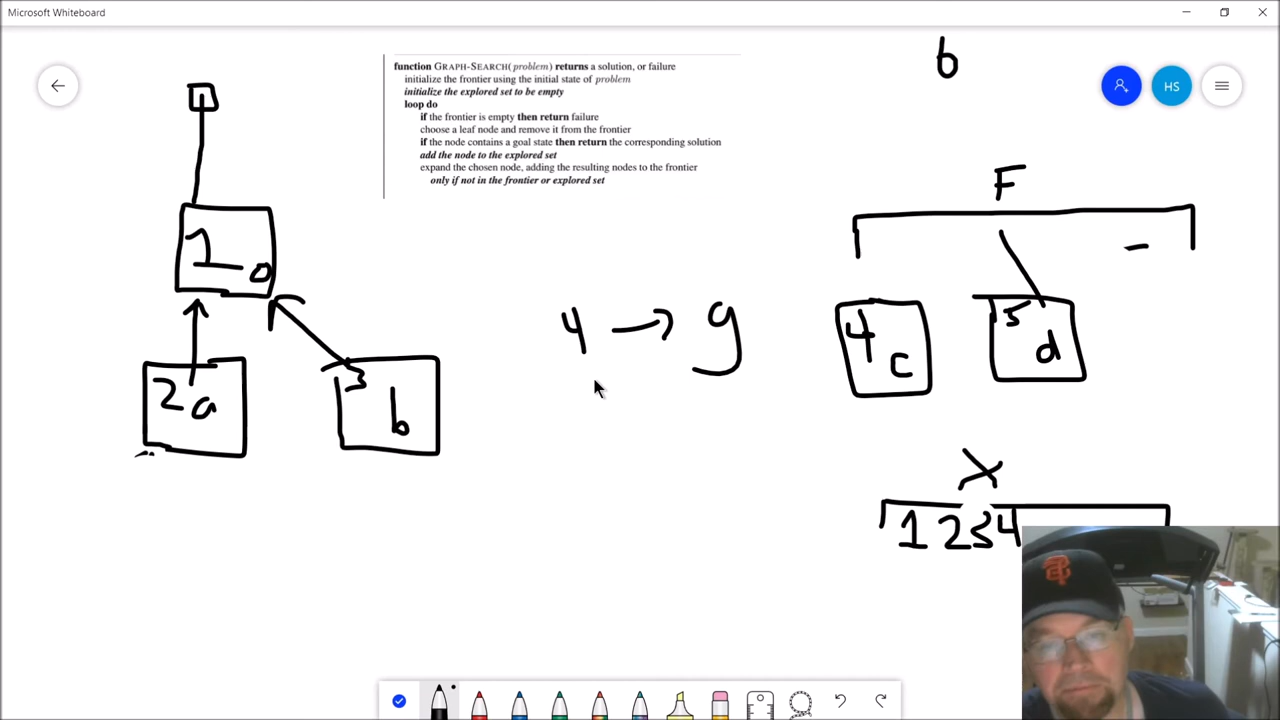 Microsoft Whiteboard
function GRAPH-SEARCH(problem) returns a solution, or failure
initialize the frontier using the initial state of problem
initialize the explored set to be empty
loop do
if the frontier is empty then return failure
choose a leaf node and remove it from the frontier
if the node contains a goal state then return the corresponding solution
add the node to the explored set
expand the chosen node, adding the resulting nodes to the frontier
only if not in the frontier or explored set
b
HS
F
1 0
4 → g
4 c
5 d
2 a
3 b
X
1 2 3 4